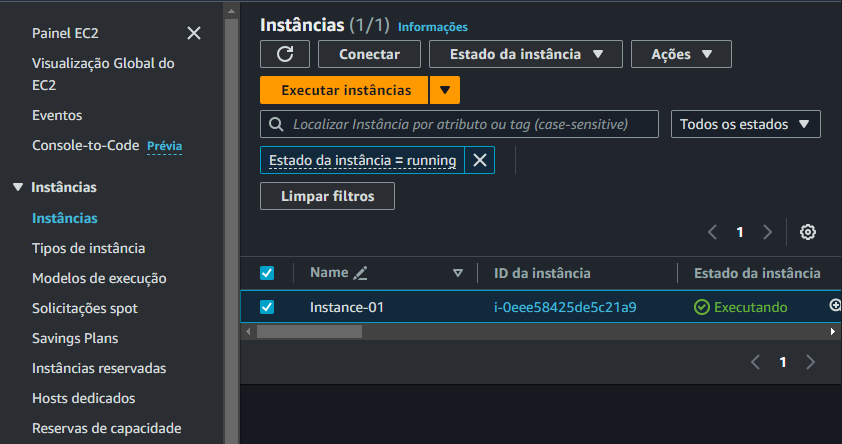 Painel EC2
Visualização Global do
EC2
Eventos
Console-to-Code Prévia
Instâncias
Instâncias
Tipos de instância
Modelos de execução
Solicitações spot
Savings Plans
Instâncias reservadas
Hosts dedicados
Reservas de capacidade
Instâncias (1/1) Informações
Conectar Estado da instância Ações
Executar instâncias
Localizar Instância por atributo ou tag (case-sensitive) Todos os estados
Estado da instância = running
Limpar filtros
1
Name ID da instância Estado da instância
Instance-01 i-0eee58425de5c21a9 Executando
1